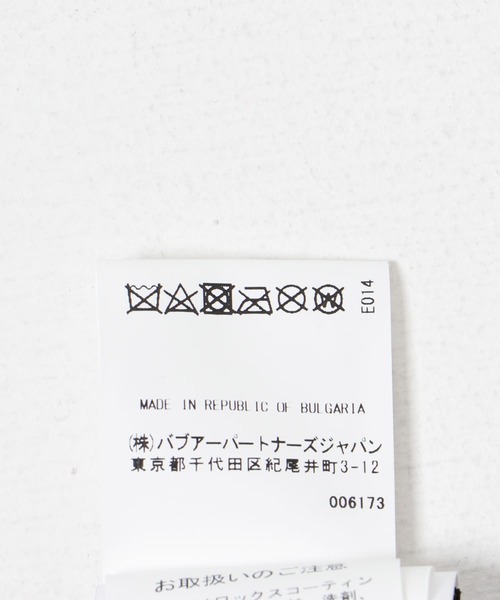 E014
MADE IN REPUBLIC OF BULGARIA
(株)バブアーパートナーズジャパン
東京都千代田区紀尾井町3-12
006173
お取扱いのご注意
ロックスコーティン
洗剤、